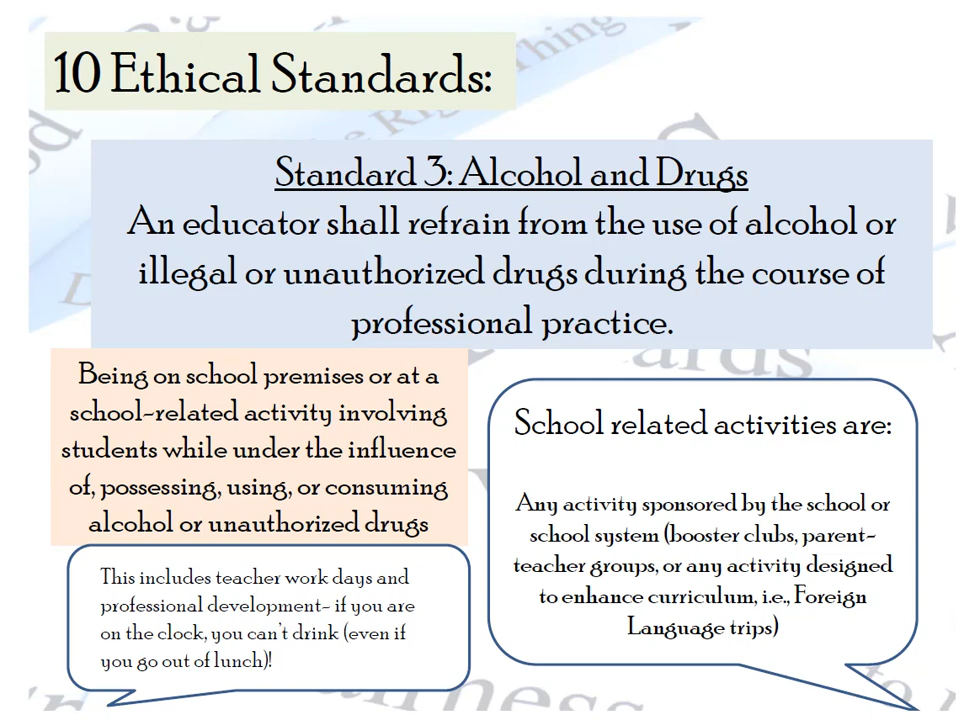 10 Ethical Standards:
Standard 3: Alcohol and Drugs
An educator shall refrain from the use of alcohol or
illegal or unauthorized drugs during the course of
professional practice.
Being on school premises or at a
school-related activity involving
students while under the influence
of, possessing, using, or consuming
alcohol or unauthorized drugs
This includes teacher work days and
professional development- if you are
on the clock, you can't drink (even if
you go out of lunch)!
School related activities are:
Any activity sponsored by the school or
school system (booster clubs, parent-
teacher groups, or any activity designed
to enhance curriculum, i.e., Foreign
Language trips)